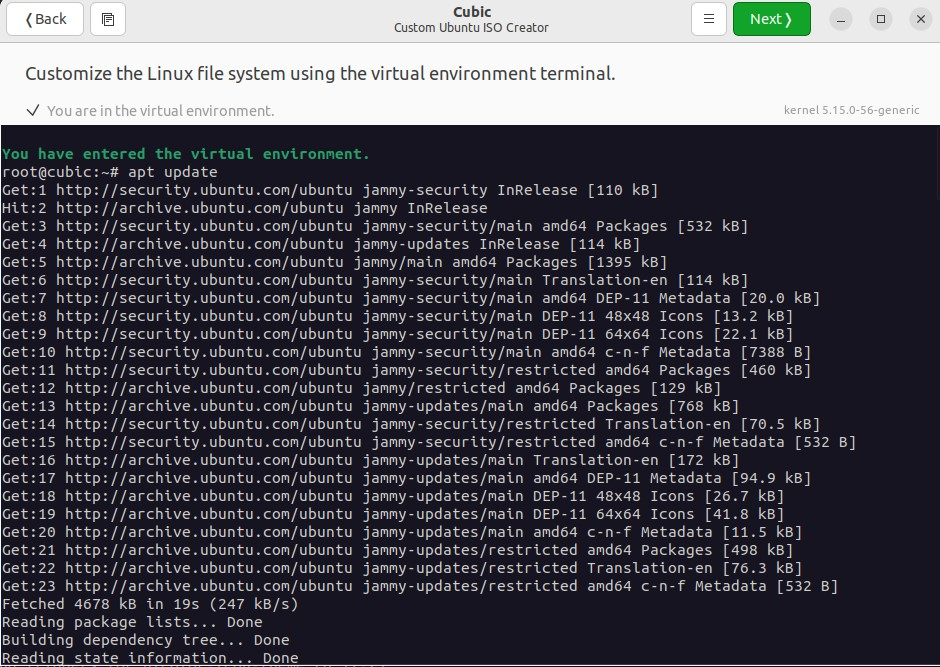 ❬Back
Cubic
Custom Ubuntu ISO Creator
Next❭
Customize the Linux file system using the virtual environment terminal.
You are in the virtual environment.
kernel 5.15.0-56-generic
You have entered the virtual environment.
root@cubic:~# apt update
Get:1 http://security.ubuntu.com/ubuntu jammy-security InRelease [110 kB]
Hit:2 http://archive.ubuntu.com/ubuntu jammy InRelease
Get:3 http://security.ubuntu.com/ubuntu jammy-security/main amd64 Packages [532 kB]
Get:4 http://archive.ubuntu.com/ubuntu jammy-updates InRelease [114 kB]
Get:5 http://archive.ubuntu.com/ubuntu jammy/main amd64 Packages [1395 kB]
Get:6 http://security.ubuntu.com/ubuntu jammy-security/main Translation-en [114 kB]
Get:7 http://security.ubuntu.com/ubuntu jammy-security/main amd64 DEP-11 Metadata [20.0 kB]
Get:8 http://security.ubuntu.com/ubuntu jammy-security/main DEP-11 48x48 Icons [13.2 kB]
Get:9 http://security.ubuntu.com/ubuntu jammy-security/main DEP-11 64x64 Icons [22.1 kB]
Get:10 http://security.ubuntu.com/ubuntu jammy-security/main amd64 c-n-f Metadata [7388 B]
Get:11 http://security.ubuntu.com/ubuntu jammy-security/restricted amd64 Packages [460 kB]
Get:12 http://archive.ubuntu.com/ubuntu jammy/restricted amd64 Packages [129 kB]
Get:13 http://archive.ubuntu.com/ubuntu jammy-updates/main amd64 Packages [768 kB]
Get:14 http://security.ubuntu.com/ubuntu jammy-security/restricted Translation-en [70.5 kB]
Get:15 http://security.ubuntu.com/ubuntu jammy-security/restricted amd64 c-n-f Metadata [532 B]
Get:16 http://archive.ubuntu.com/ubuntu jammy-updates/main Translation-en [172 kB]
Get:17 http://archive.ubuntu.com/ubuntu jammy-updates/main amd64 DEP-11 Metadata [94.9 kB]
Get:18 http://archive.ubuntu.com/ubuntu jammy-updates/main DEP-11 48x48 Icons [26.7 kB]
Get:19 http://archive.ubuntu.com/ubuntu jammy-updates/main DEP-11 64x64 Icons [41.8 kB]
Get:20 http://archive.ubuntu.com/ubuntu jammy-updates/main amd64 c-n-f Metadata [11.5 kB]
Get:21 http://archive.ubuntu.com/ubuntu jammy-updates/restricted amd64 Packages [498 kB]
Get:22 http://archive.ubuntu.com/ubuntu jammy-updates/restricted Translation-en [76.3 kB]
Get:23 http://archive.ubuntu.com/ubuntu jammy-updates/restricted amd64 c-n-f Metadata [532 B]
Fetched 4678 kB in 19s (247 kB/s)
Reading package lists... Done
Building dependency tree... Done
Reading state information... Done